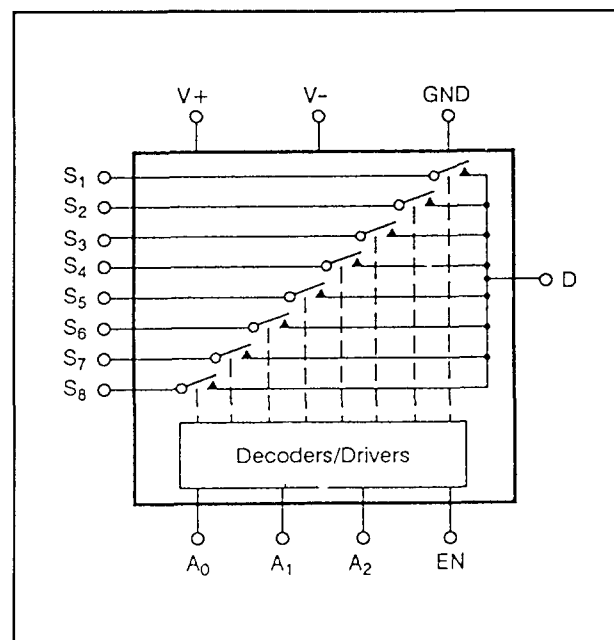 V+ V- GND
S1
S2
S3
S4
D
S5
S6
S7
S8
Decoders/Drivers
A0 A1 A2 EN